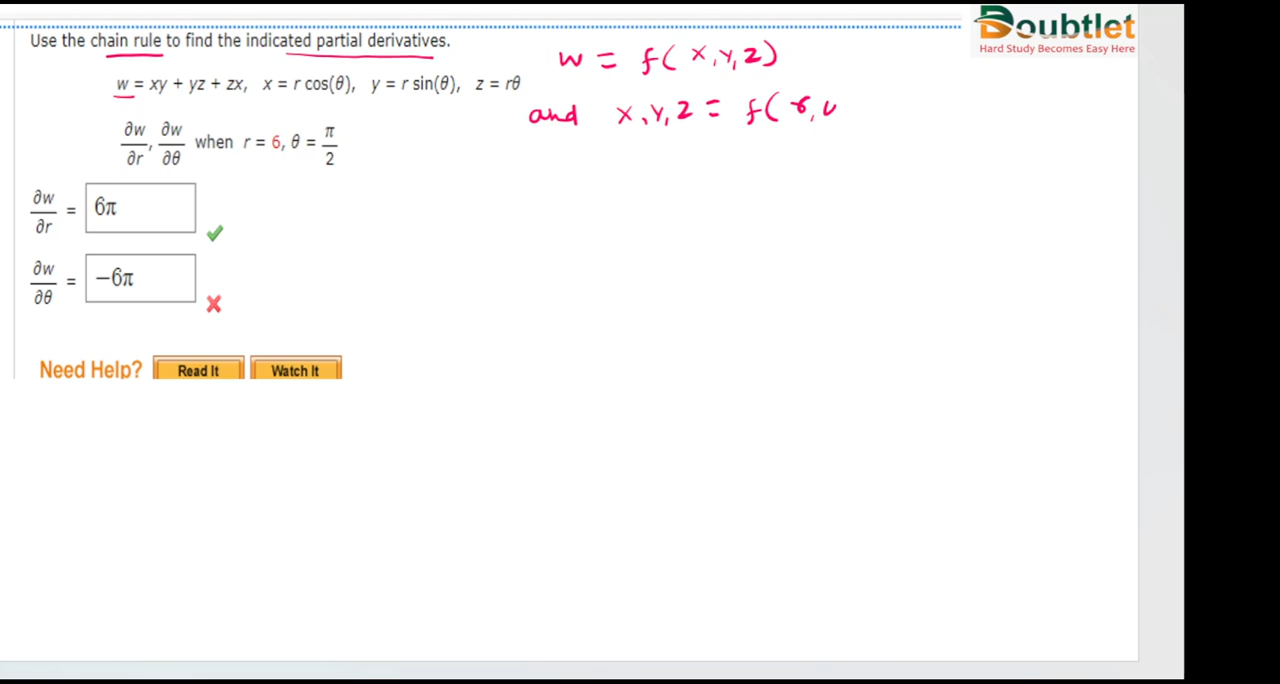 Doubtlet
Hard Study Becomes Easy Here
Use the chain rule to find the indicated partial derivatives.
w = xy + yz + zx, x = r cos(θ), y = r sin(θ), z = rθ
∂w/∂r, ∂w/∂θ when r = 6, θ = π/2
∂w/∂r = 6π
∂w/∂θ = −6π
Need Help? Read It Watch It
w = f(x,y,z)
and x,y,z = f(r,